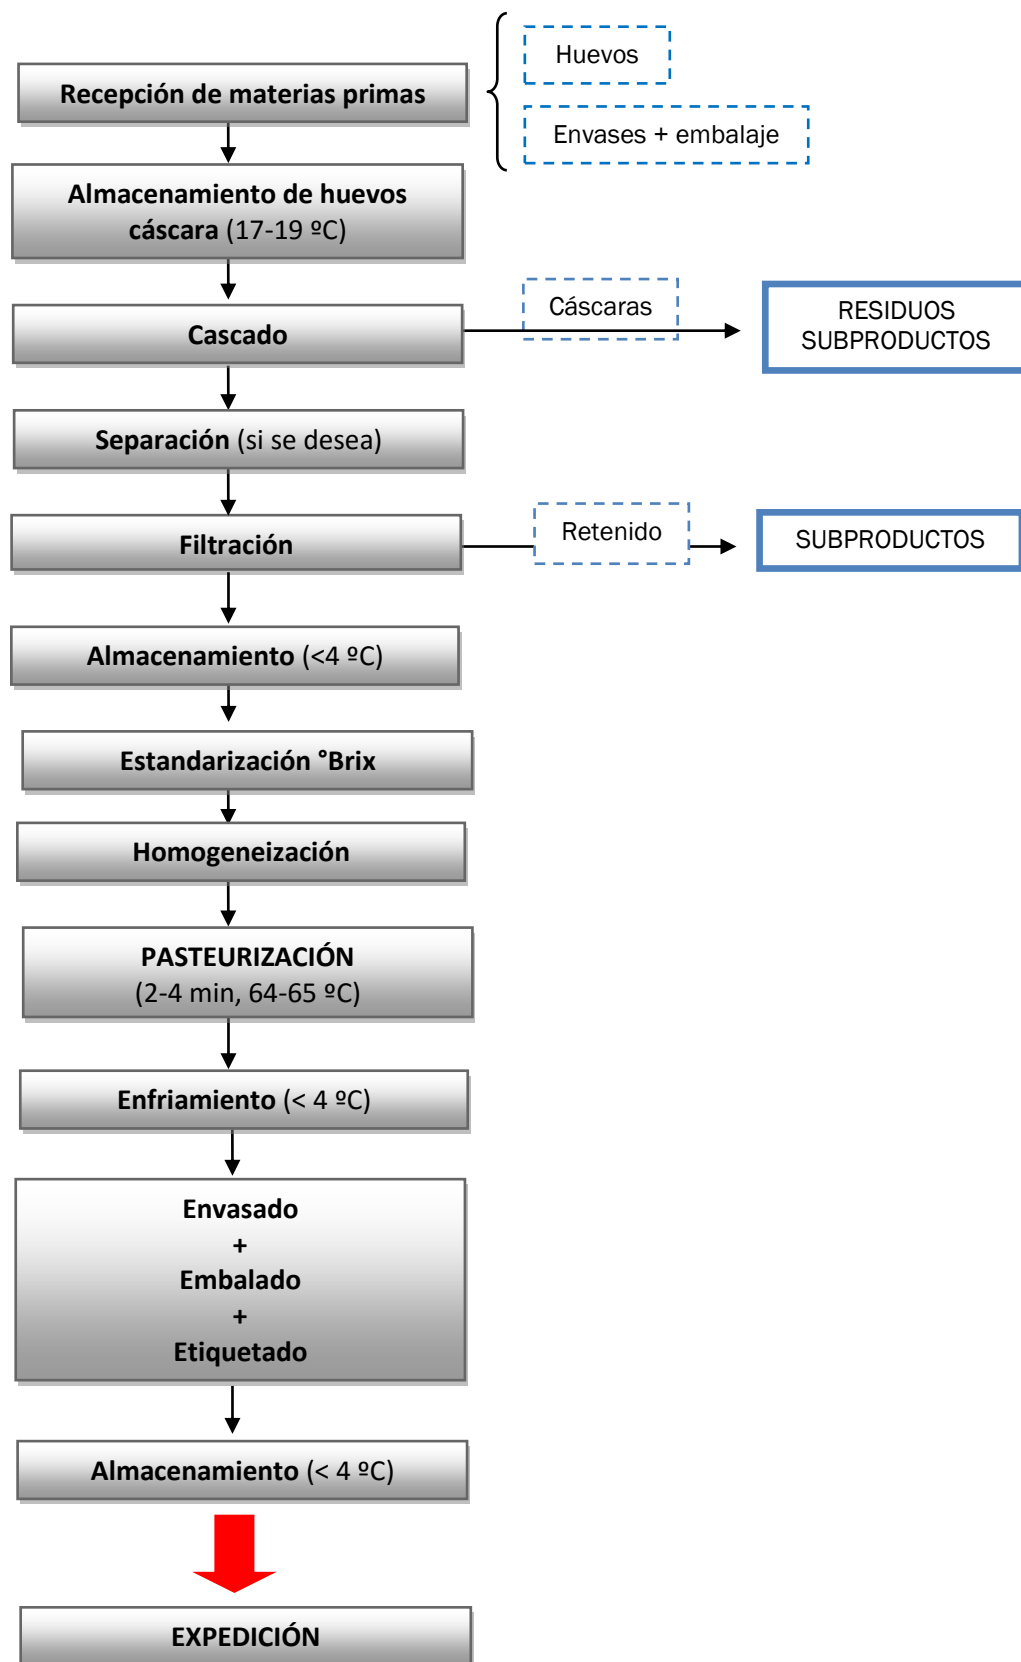 Recepción de materias primas
Huevos
Envases + embalaje
Almacenamiento de huevos
cáscara (17-19 ºC)
Cascado
Cáscaras
RESIDUOS
SUBPRODUCTOS
Separación (si se desea)
Filtración
Retenido
SUBPRODUCTOS
Almacenamiento (<4 ºC)
Estandarización °Brix
Homogeneización
PASTEURIZACIÓN
(2-4 min, 64-65 ºC)
Enfriamiento (< 4 ºC)
Envasado
+
Embalado
+
Etiquetado
Almacenamiento (< 4 ºC)
EXPEDICIÓN